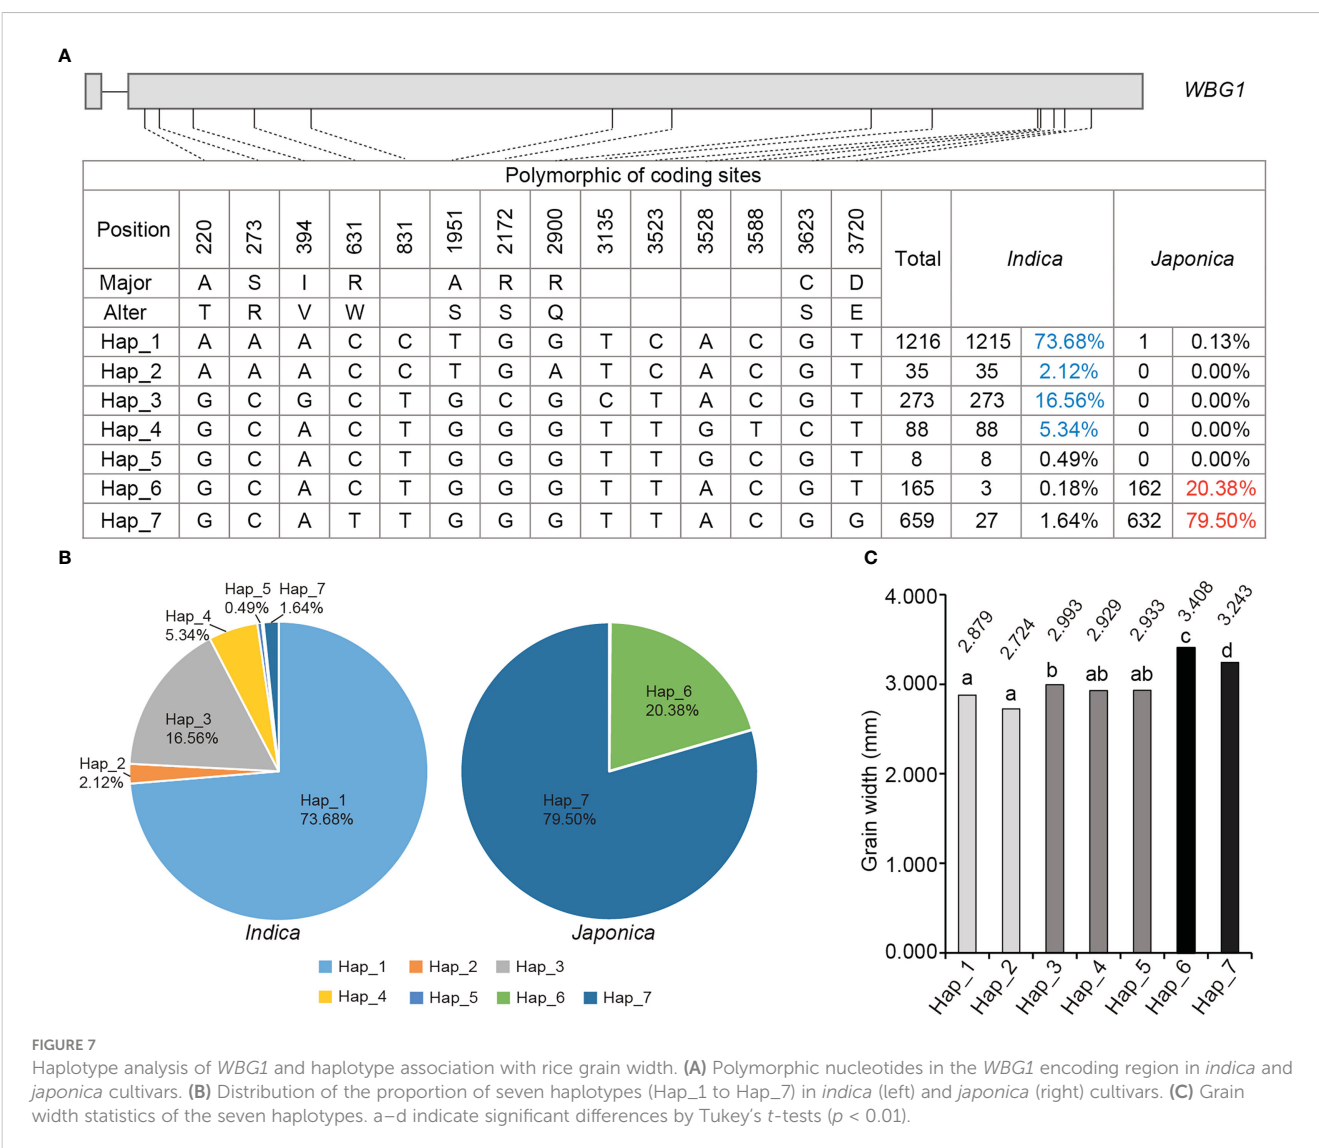 A
WBG1
Polymorphic of coding sites
Position 220 273 394 631 831 1951 2172 2900 3135 3523 3528 3588 3623 3720 Total Indica Japonica
Major A S I R A R R C D
Alter T R V W S S Q S E
Hap_1 A A A C C T G G T C A C G T 1216 1215 73.68% 1 0.13%
Hap_2 A A A C C T G A T C A C G T 35 35 2.12% 0 0.00%
Hap_3 G C G C T G C G C T A C G T 273 273 16.56% 0 0.00%
Hap_4 G C A C T G G G T T G T C T 88 88 5.34% 0 0.00%
Hap_5 G C A C T G G G T T G C G T 8 8 0.49% 0 0.00%
Hap_6 G C A C T G G G T T A C G T 165 3 0.18% 162 20.38%
Hap_7 G C A T T G G G T T A C G G 659 27 1.64% 632 79.50%
B
Hap_5 Hap_7
0.49% 1.64%
Hap_4
5.34%
Hap_3
16.56%
Hap_2
2.12%
Hap_1
73.68%
Indica
Hap_6
20.38%
Hap_7
79.50%
Japonica
Hap_1 Hap_2 Hap_3
Hap_4 Hap_5 Hap_6 Hap_7
C
Grain width (mm)
4.000
3.000
2.000
1.000
0.000
2.879 2.724 2.993 2.929 2.933 3.408 3.243
a a b ab ab c d
Hap_1 Hap_2 Hap_3 Hap_4 Hap_5 Hap_6 Hap_7
FIGURE 7
Haplotype analysis of WBG1 and haplotype association with rice grain width. (A) Polymorphic nucleotides in the WBG1 encoding region in indica and
japonica cultivars. (B) Distribution of the proportion of seven haplotypes (Hap_1 to Hap_7) in indica (left) and japonica (right) cultivars. (C) Grain
width statistics of the seven haplotypes. a–d indicate significant differences by Tukey's t-tests (p < 0.01).